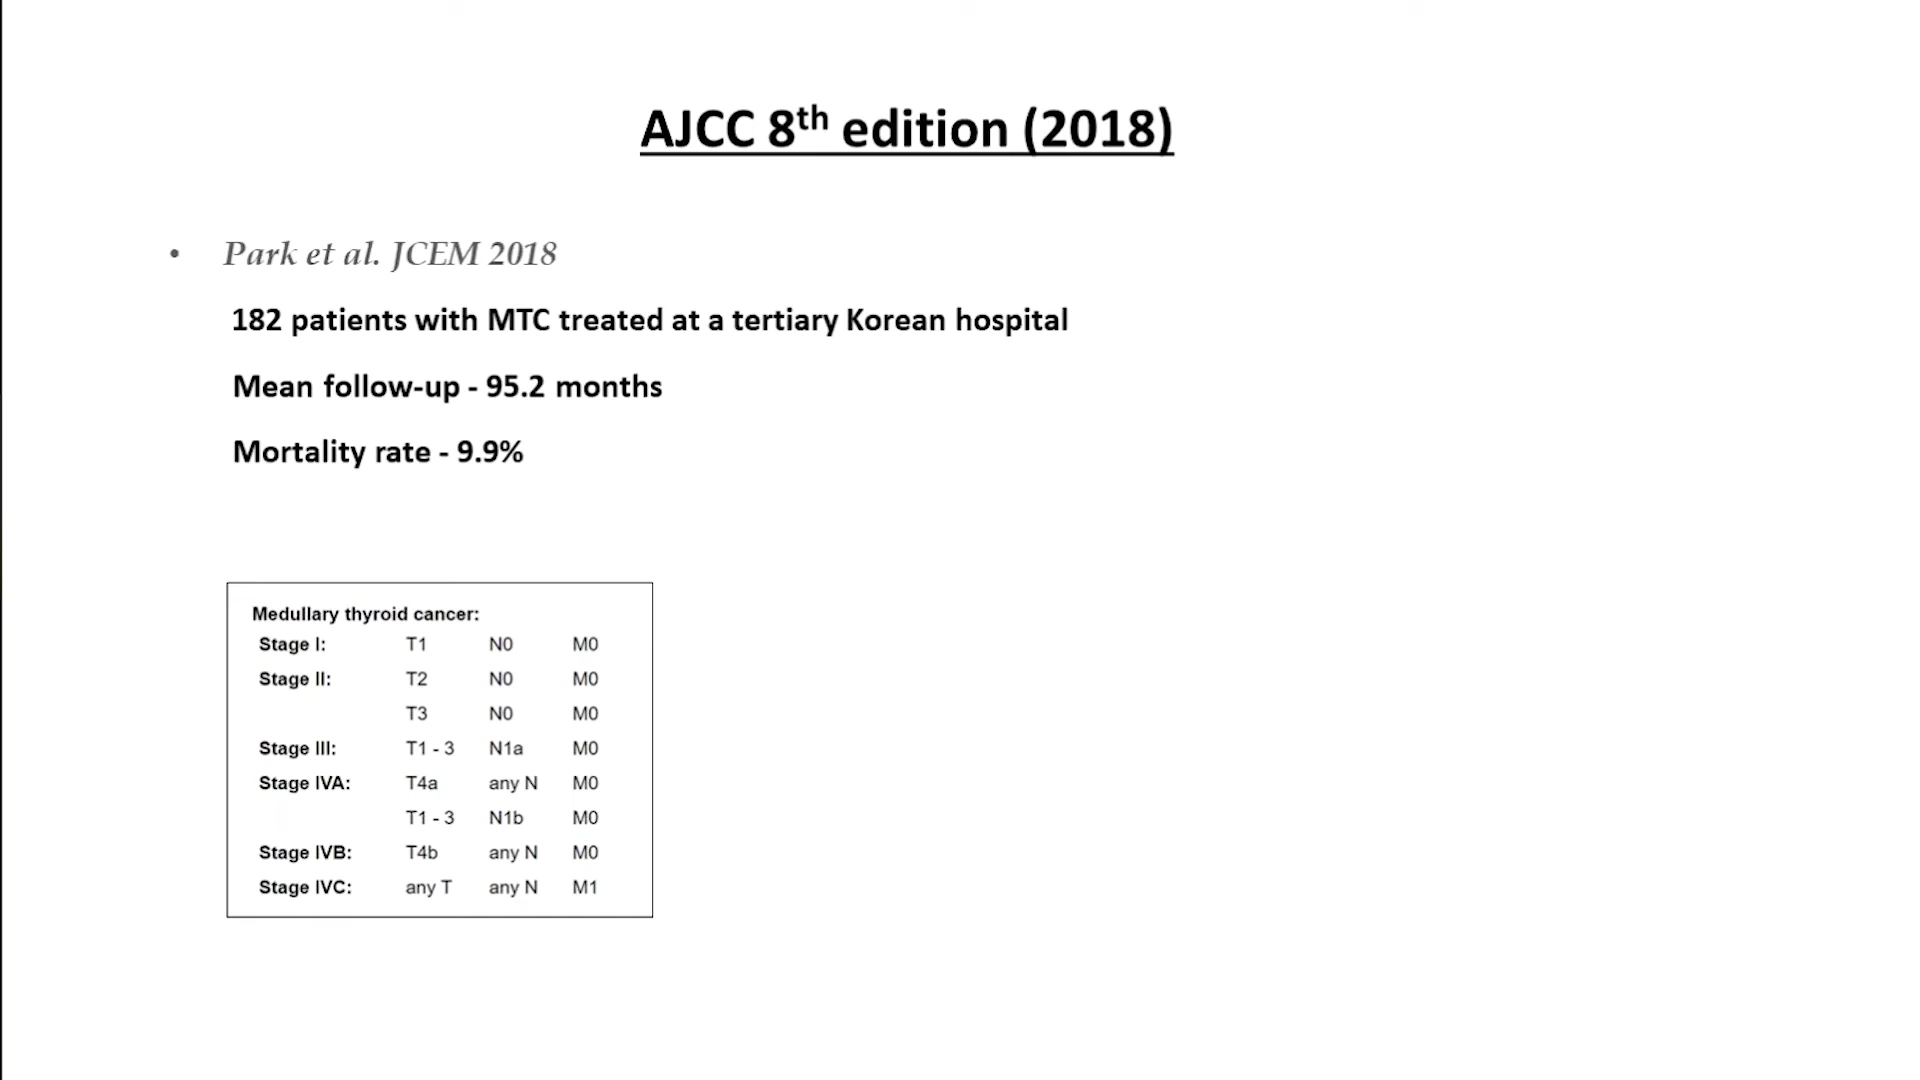 AJCC 8th edition (2018)
• Park et al. JCEM 2018
182 patients with MTC treated at a tertiary Korean hospital
Mean follow-up - 95.2 months
Mortality rate - 9.9%
Medullary thyroid cancer:
Stage I: T1 N0 M0
Stage II: T2 N0 M0
T3 N0 M0
Stage III: T1 - 3 N1a M0
Stage IVA: T4a any N M0
T1 - 3 N1b M0
Stage IVB: T4b any N M0
Stage IVC: any T any N M1